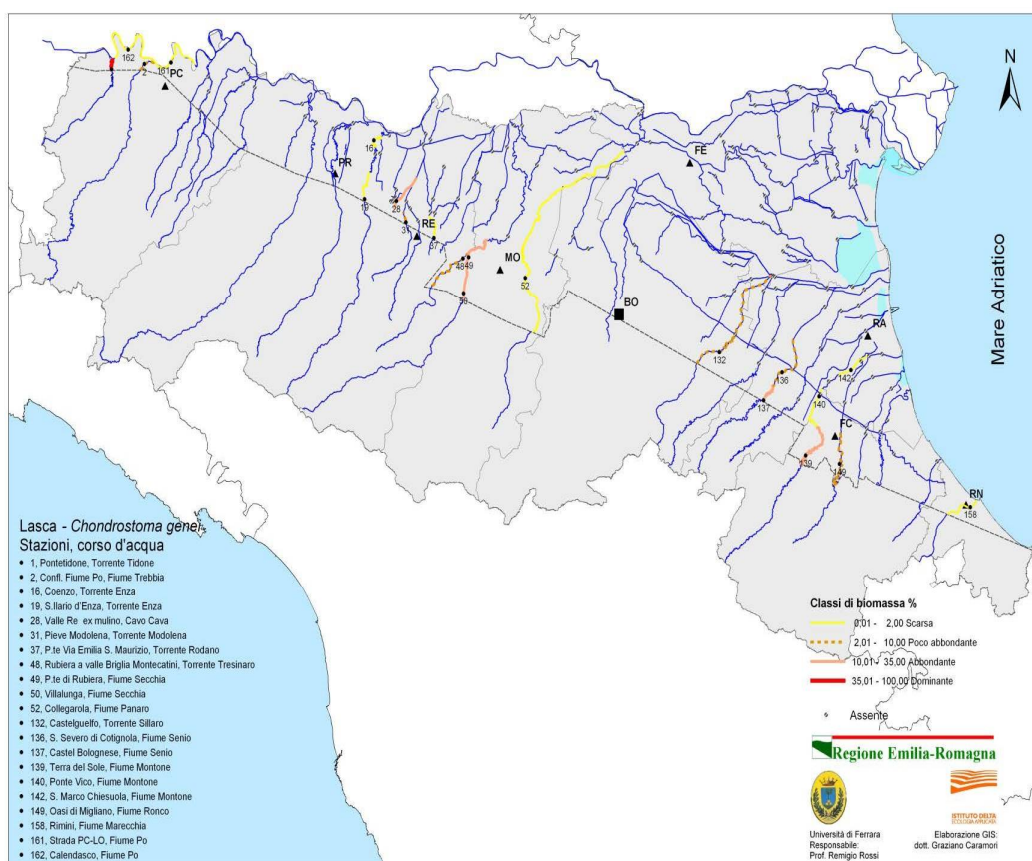 162
161
2
PC
N
16
PR
19
FE
28
31
RE
37
48
49
MO
50
52
BO
Mare Adriatico
132
RA
136
142
137
140
FC
139
149
RN
158
Lasca - Chondrostoma genei
Stazioni, corso d'acqua
1, Pontetidone, Torrente Tidone
2, Confl. Fiume Po, Fiume Trebbia
16, Coenzo, Torrente Enza
19, S.Ilario d'Enza, Torrente Enza
28, Valle Re ex mulino, Cavo Cava
31, Pieve Modolena, Torrente Modolena
37, P.te Via Emilia S. Maurizio, Torrente Rodano
48, Rubiera a valle Briglia Montecatini, Torrente Tresinaro
49, P.te di Rubiera, Fiume Secchia
50, Villalunga, Fiume Secchia
52, Collegarola, Fiume Panaro
132, Castelguelfo, Torrente Sillaro
136, S. Severo di Cotignola, Fiume Senio
137, Castel Bolognese, Fiume Senio
139, Terra del Sole, Fiume Montone
140, Ponte Vico, Fiume Montone
142, S. Marco Chiesuola, Fiume Montone
149, Oasi di Migliano, Fiume Ronco
158, Rimini, Fiume Marecchia
161, Strada PC-LO, Fiume Po
162, Calendasco, Fiume Po
Classi di biomassa %
0,01 - 2,00 Scarsa
2,01 - 10,00 Poco abbondante
10,01 - 35,00 Abbondante
35,01 - 100,00 Dominante
Assente
Regione Emilia-Romagna
ISTITUTO DELTA
ECOLOGIA APPLICATA
Università di Ferrara
Responsabile:
Prof. Remigio Rossi
Elaborazione GIS:
dott. Graziano Caramori